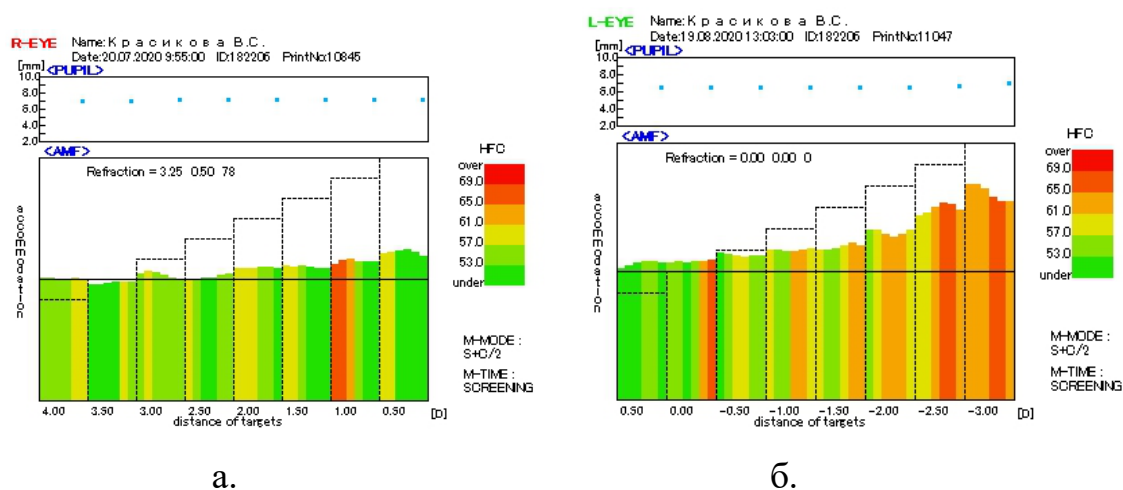 R-EYE Name:Красикова В.С.
Date:20.07.2020 9:55:00 ID:182206 PrintNo:10845
[mm] <PUPIL>
10.0
8.0
6.0
4.0
2.0
<AMF>
Refraction = 3.25 0.50 78
accommodation
4.00 3.50 3.00 2.50 2.00 1.50 1.00 0.50 [D]
distance of targets
HFC
over
69.0
65.0
61.0
57.0
53.0
under
M-MODE :
S+C/2
M-TIME :
SCREENING
а.
L-EYE Name:Красикова В.С.
Date:19.08.2020 13:03:00 ID:182206 PrintNo:11047
[mm] <PUPIL>
10.0
8.0
6.0
4.0
2.0
<AMF>
Refraction = 0.00 0.00 0
accommodation
0.50 0.00 -0.50 -1.00 -1.50 -2.00 -2.50 -3.00 [D]
distance of targets
HFC
over
69.0
65.0
61.0
57.0
53.0
under
M-MODE :
S+C/2
M-TIME :
SCREENING
б.